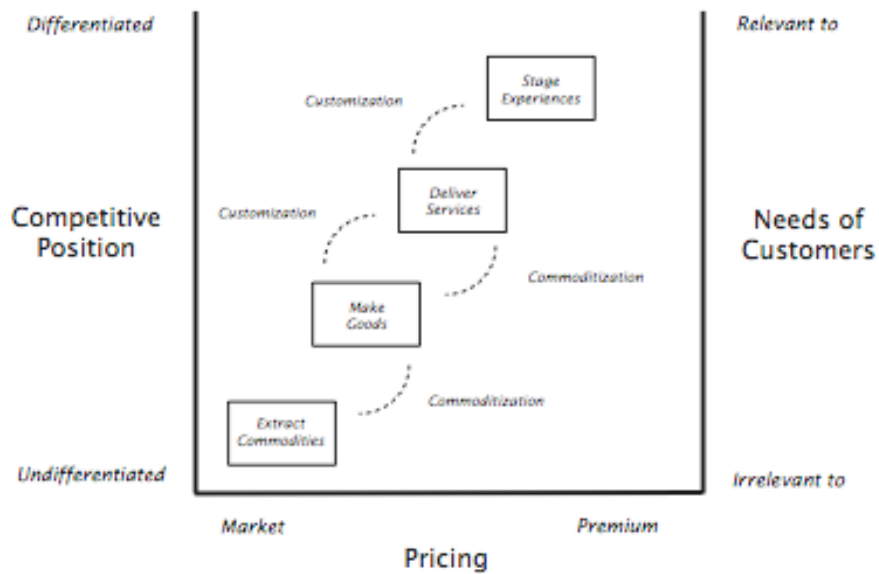 Differentiated
Relevant to
Stage
Experiences
Customization
Deliver
Services
Customization
Competitive
Position
Needs of
Customers
Commoditization
Make
Goods
Commoditization
Extract
Commodities
Undifferentiated
Irrelevant to
Market
Premium
Pricing